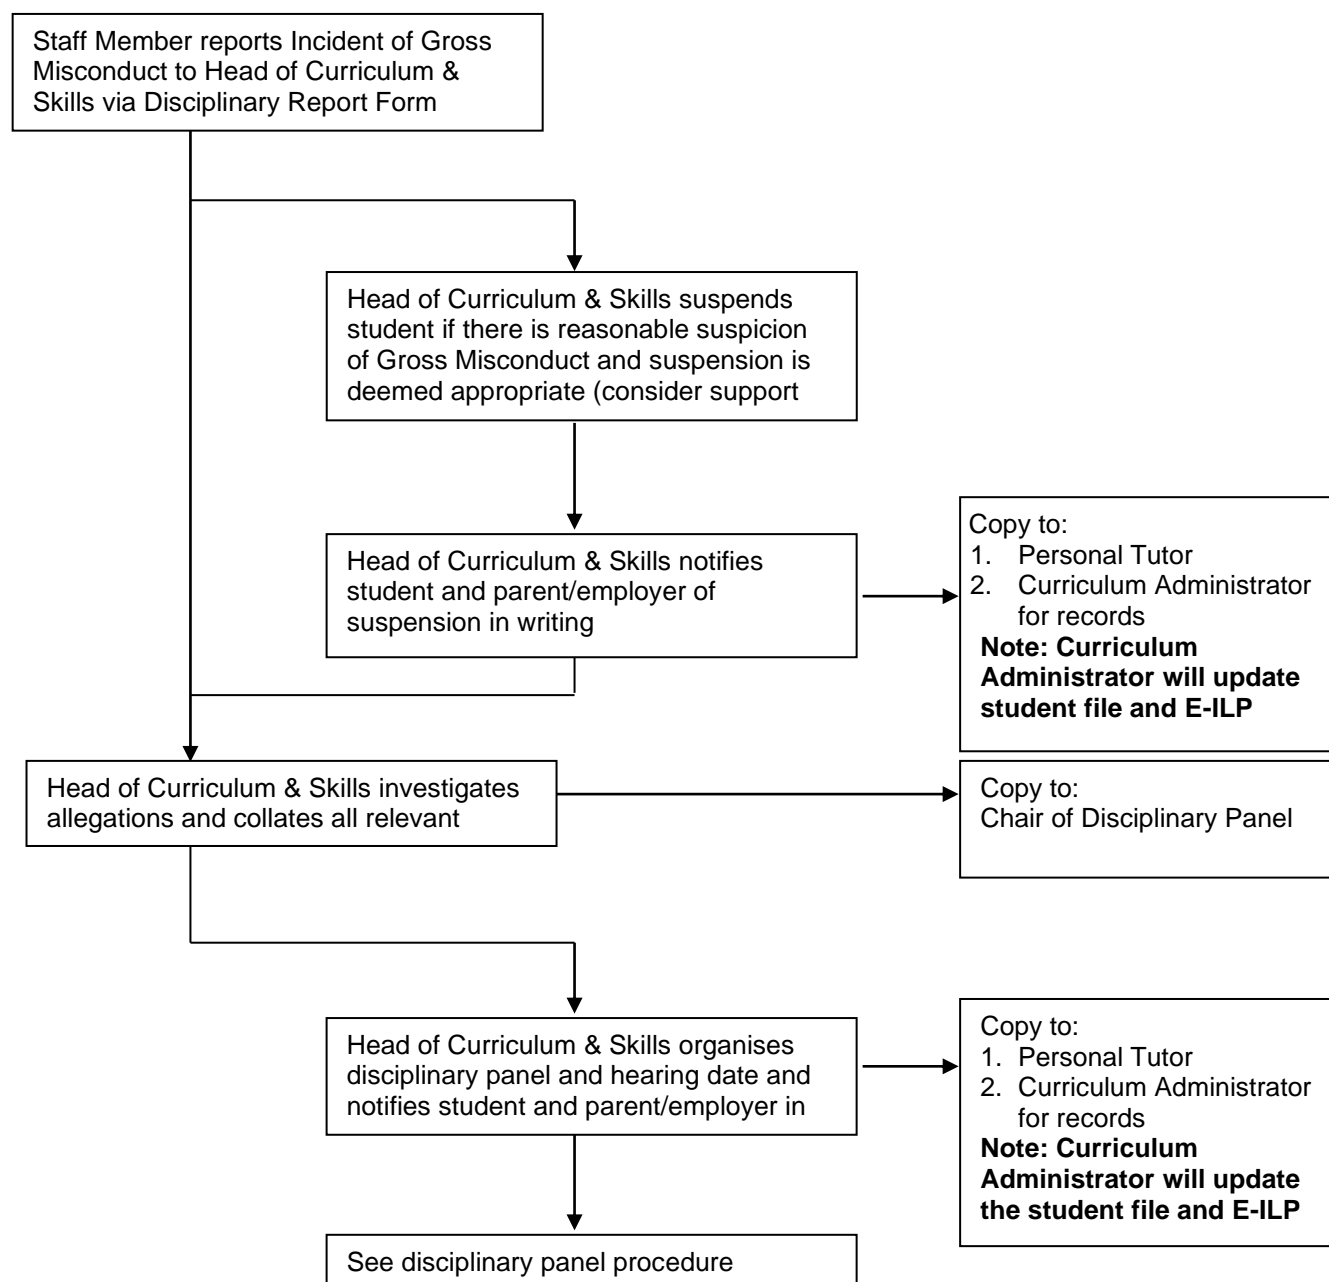 Staff Member reports Incident of Gross
Misconduct to Head of Curriculum &
Skills via Disciplinary Report Form
Head of Curriculum & Skills suspends
student if there is reasonable suspicion
of Gross Misconduct and suspension is
deemed appropriate (consider support
Head of Curriculum & Skills notifies
student and parent/employer of
suspension in writing
Copy to:
1. Personal Tutor
2. Curriculum Administrator
for records
Note: Curriculum
Administrator will update
student file and E-ILP
Head of Curriculum & Skills investigates
allegations and collates all relevant
Copy to:
Chair of Disciplinary Panel
Head of Curriculum & Skills organises
disciplinary panel and hearing date and
notifies student and parent/employer in
Copy to:
1. Personal Tutor
2. Curriculum Administrator
for records
Note: Curriculum
Administrator will update
the student file and E-ILP
See disciplinary panel procedure